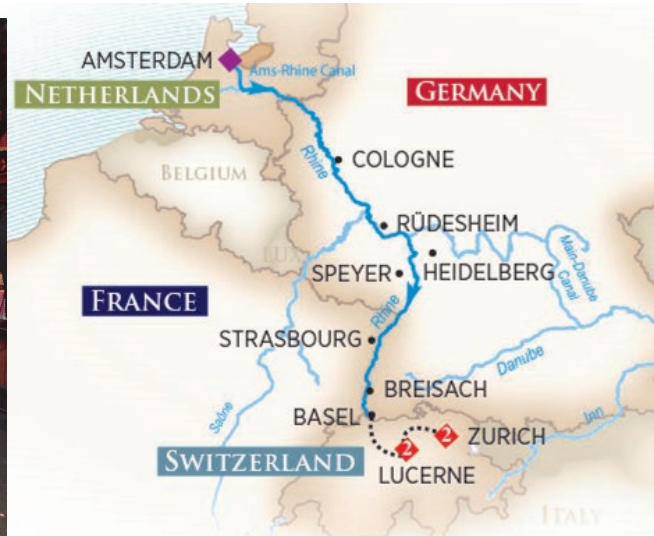 AMSTERDAM
Ams-Rhine Canal
NETHERLANDS
GERMANY
Rhine
COLOGNE
BELGIUM
RÜDESHEIM
LUX
SPEYER
HEIDELBERG
Main-Danube
Canal
FRANCE
Rhine
STRASBOURG
Danube
BREISACH
Saône
BASEL
Inn
2
2
ZURICH
SWITZERLAND
LUCERNE
ITALY